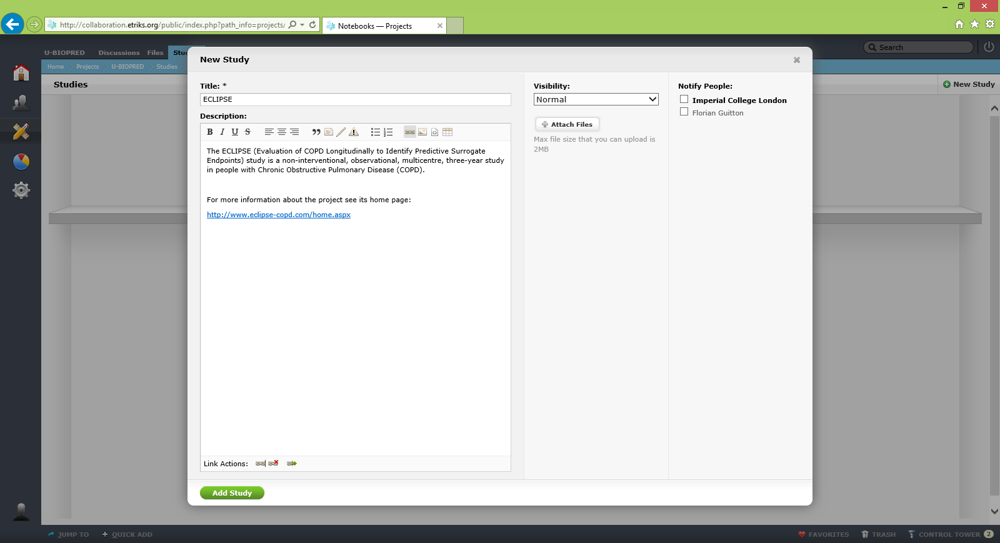 http://collaboration.etriks.org/public/index.php?path_info=projects/
Notebooks — Projects
U-BIOPRED
Discussions
Files
Search
Home
Projects
U-BIOPRED
Studies
Studies
New Study
New Study
Title: *
ECLIPSE
Description:
B I U S
The ECLIPSE (Evaluation of COPD Longitudinally to Identify Predictive Surrogate
Endpoints) study is a non-interventional, observational, multicentre, three-year study
in people with Chronic Obstructive Pulmonary Disease (COPD).
For more information about the project see its home page:
http://www.eclipse-copd.com/home.aspx
Link Actions:
Visibility:
Normal
Attach Files
Max file size that you can upload is
2MB
Notify People:
Imperial College London
Florian Guitton
Add Study
JUMP TO
QUICK ADD
FAVORITES
TRASH
CONTROL TOWER 2